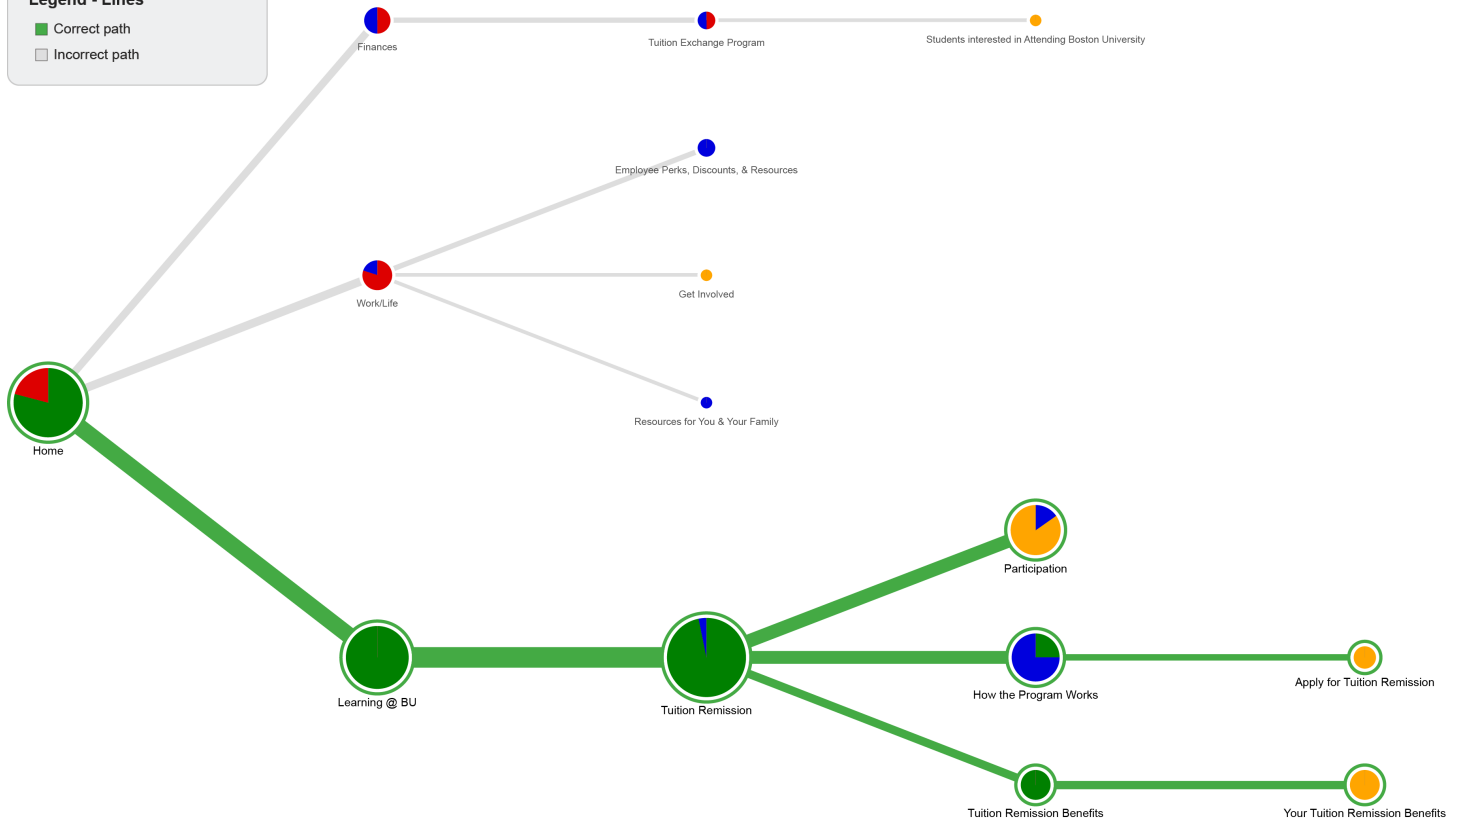 Legend - Lines
Correct path
Incorrect path
Finances
Tuition Exchange Program
Students interested in Attending Boston University
Employee Perks, Discounts, & Resources
Work/Life
Get Involved
Resources for You & Your Family
Home
Participation
Learning @ BU
Tuition Remission
How the Program Works
Apply for Tuition Remission
Tuition Remission Benefits
Your Tuition Remission Benefits